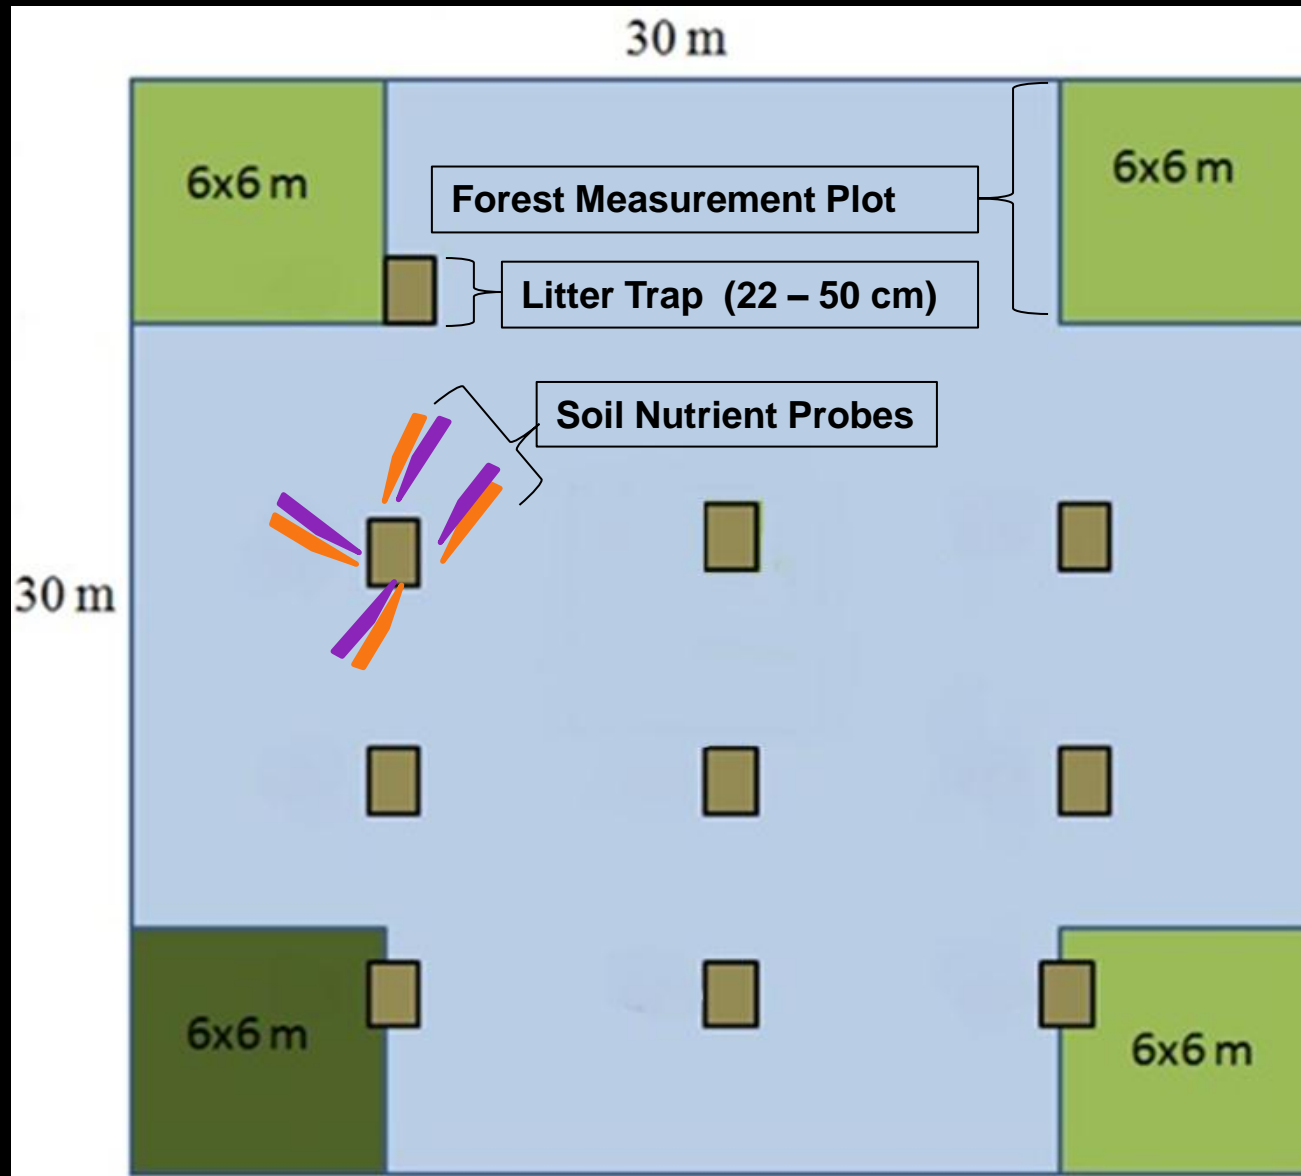 30 m
6x6 m
6x6 m
Forest Measurement Plot
Litter Trap (22 – 50 cm)
Soil Nutrient Probes
30 m
6x6 m
6x6 m